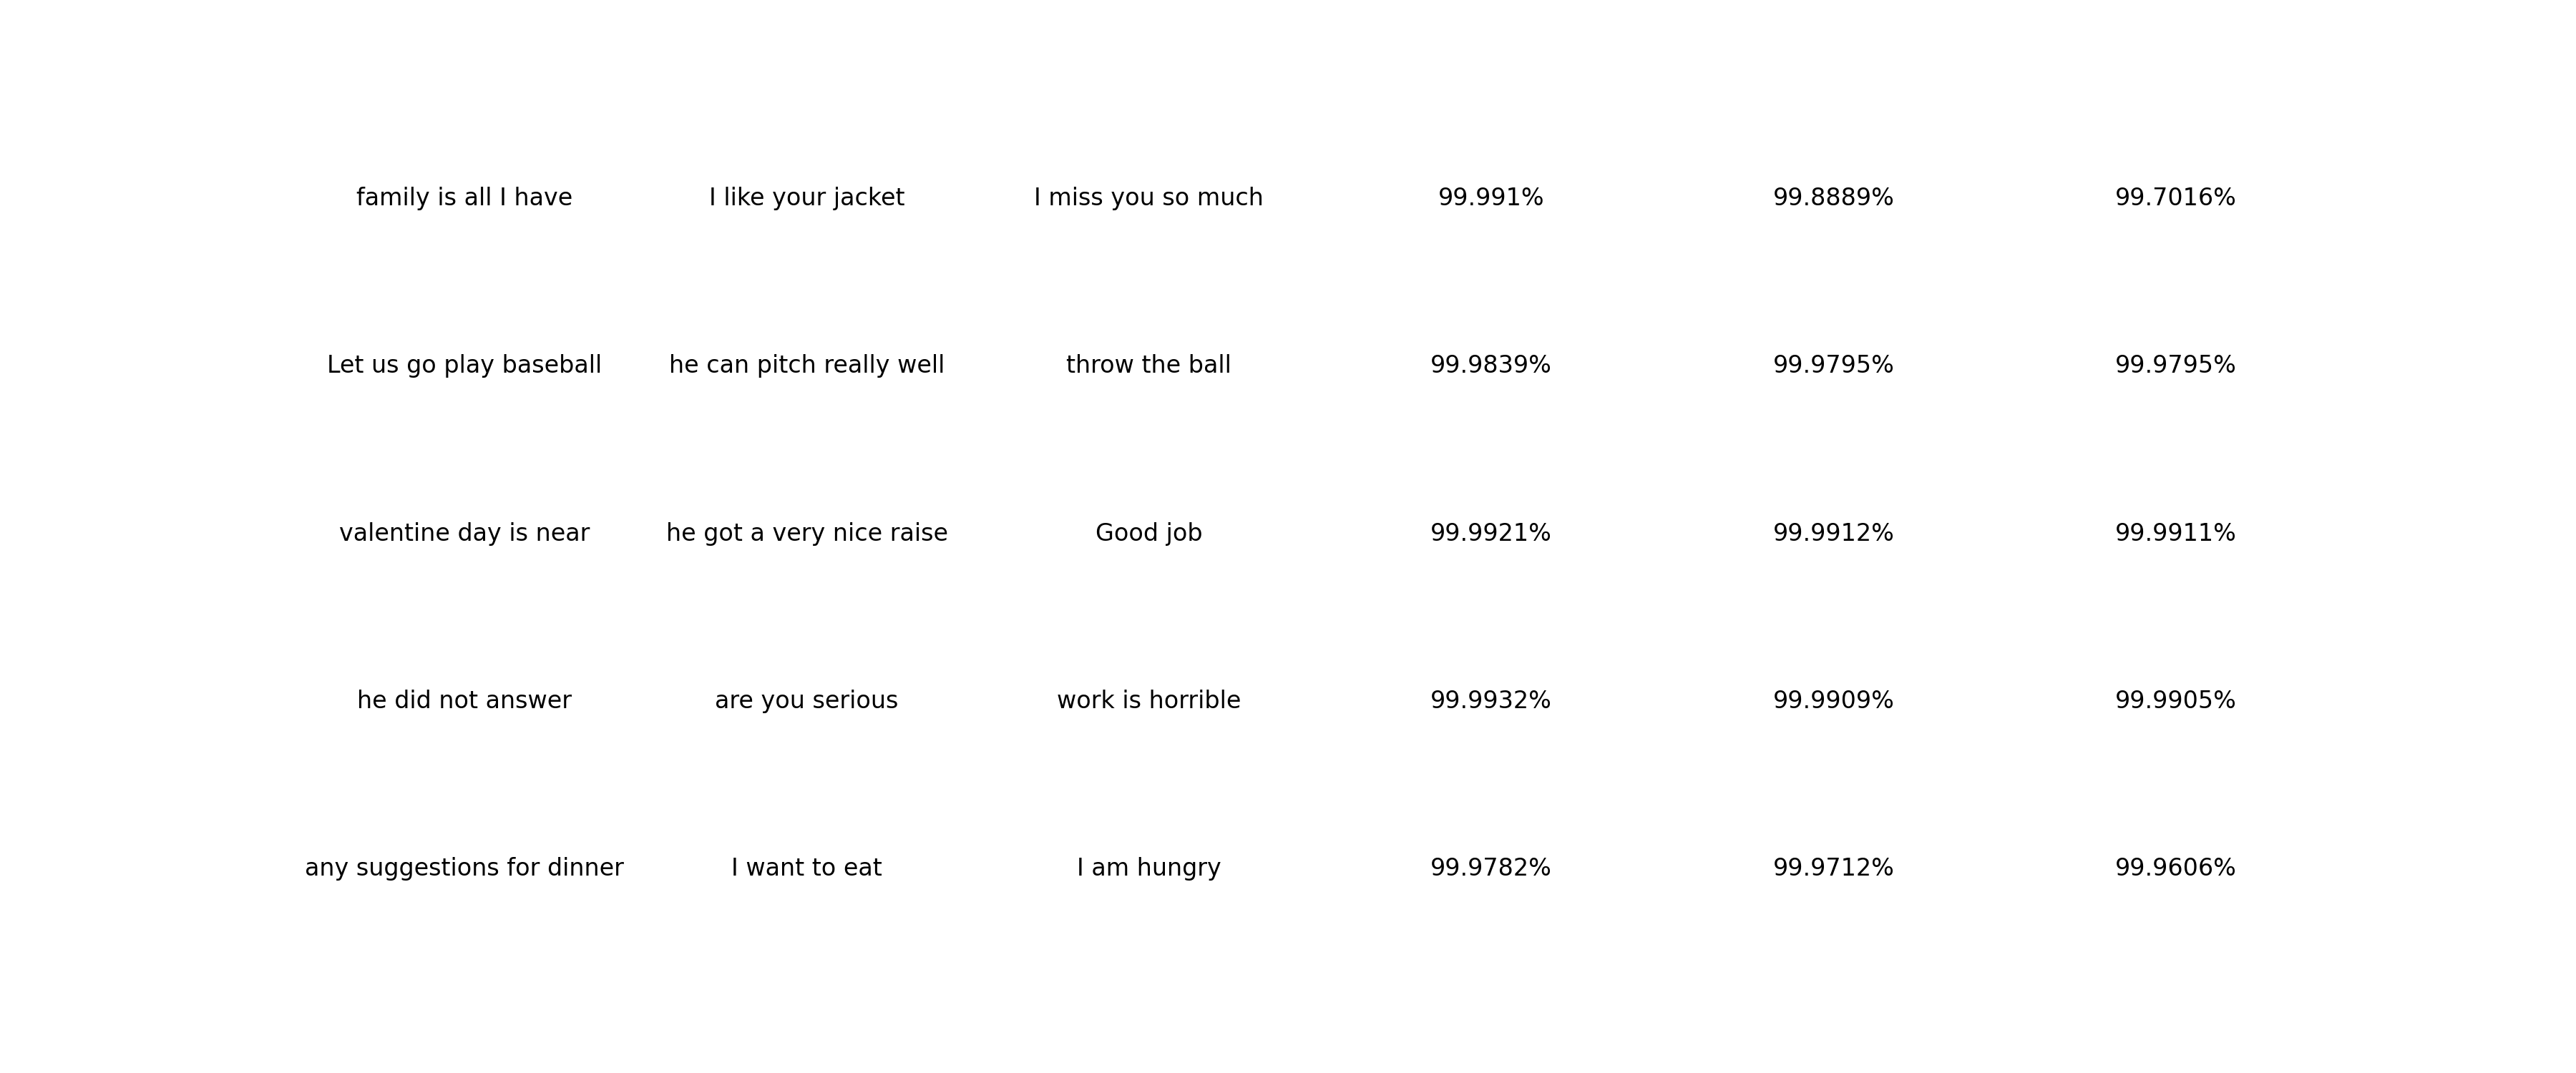 family is all I have I like your jacket I miss you so much 99.991% 99.8889% 99.7016%
Let us go play baseball he can pitch really well throw the ball 99.9839% 99.9795% 99.9795%
valentine day is near he got a very nice raise Good job 99.9921% 99.9912% 99.9911%
he did not answer are you serious work is horrible 99.9932% 99.9909% 99.9905%
any suggestions for dinner I want to eat I am hungry 99.9782% 99.9712% 99.9606%